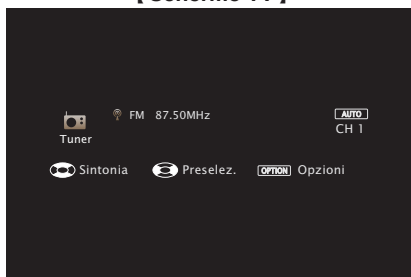 FM 87.50MHz
AUTO
CH 1
Tuner
Sintonia Preselez. OPTION Opzioni